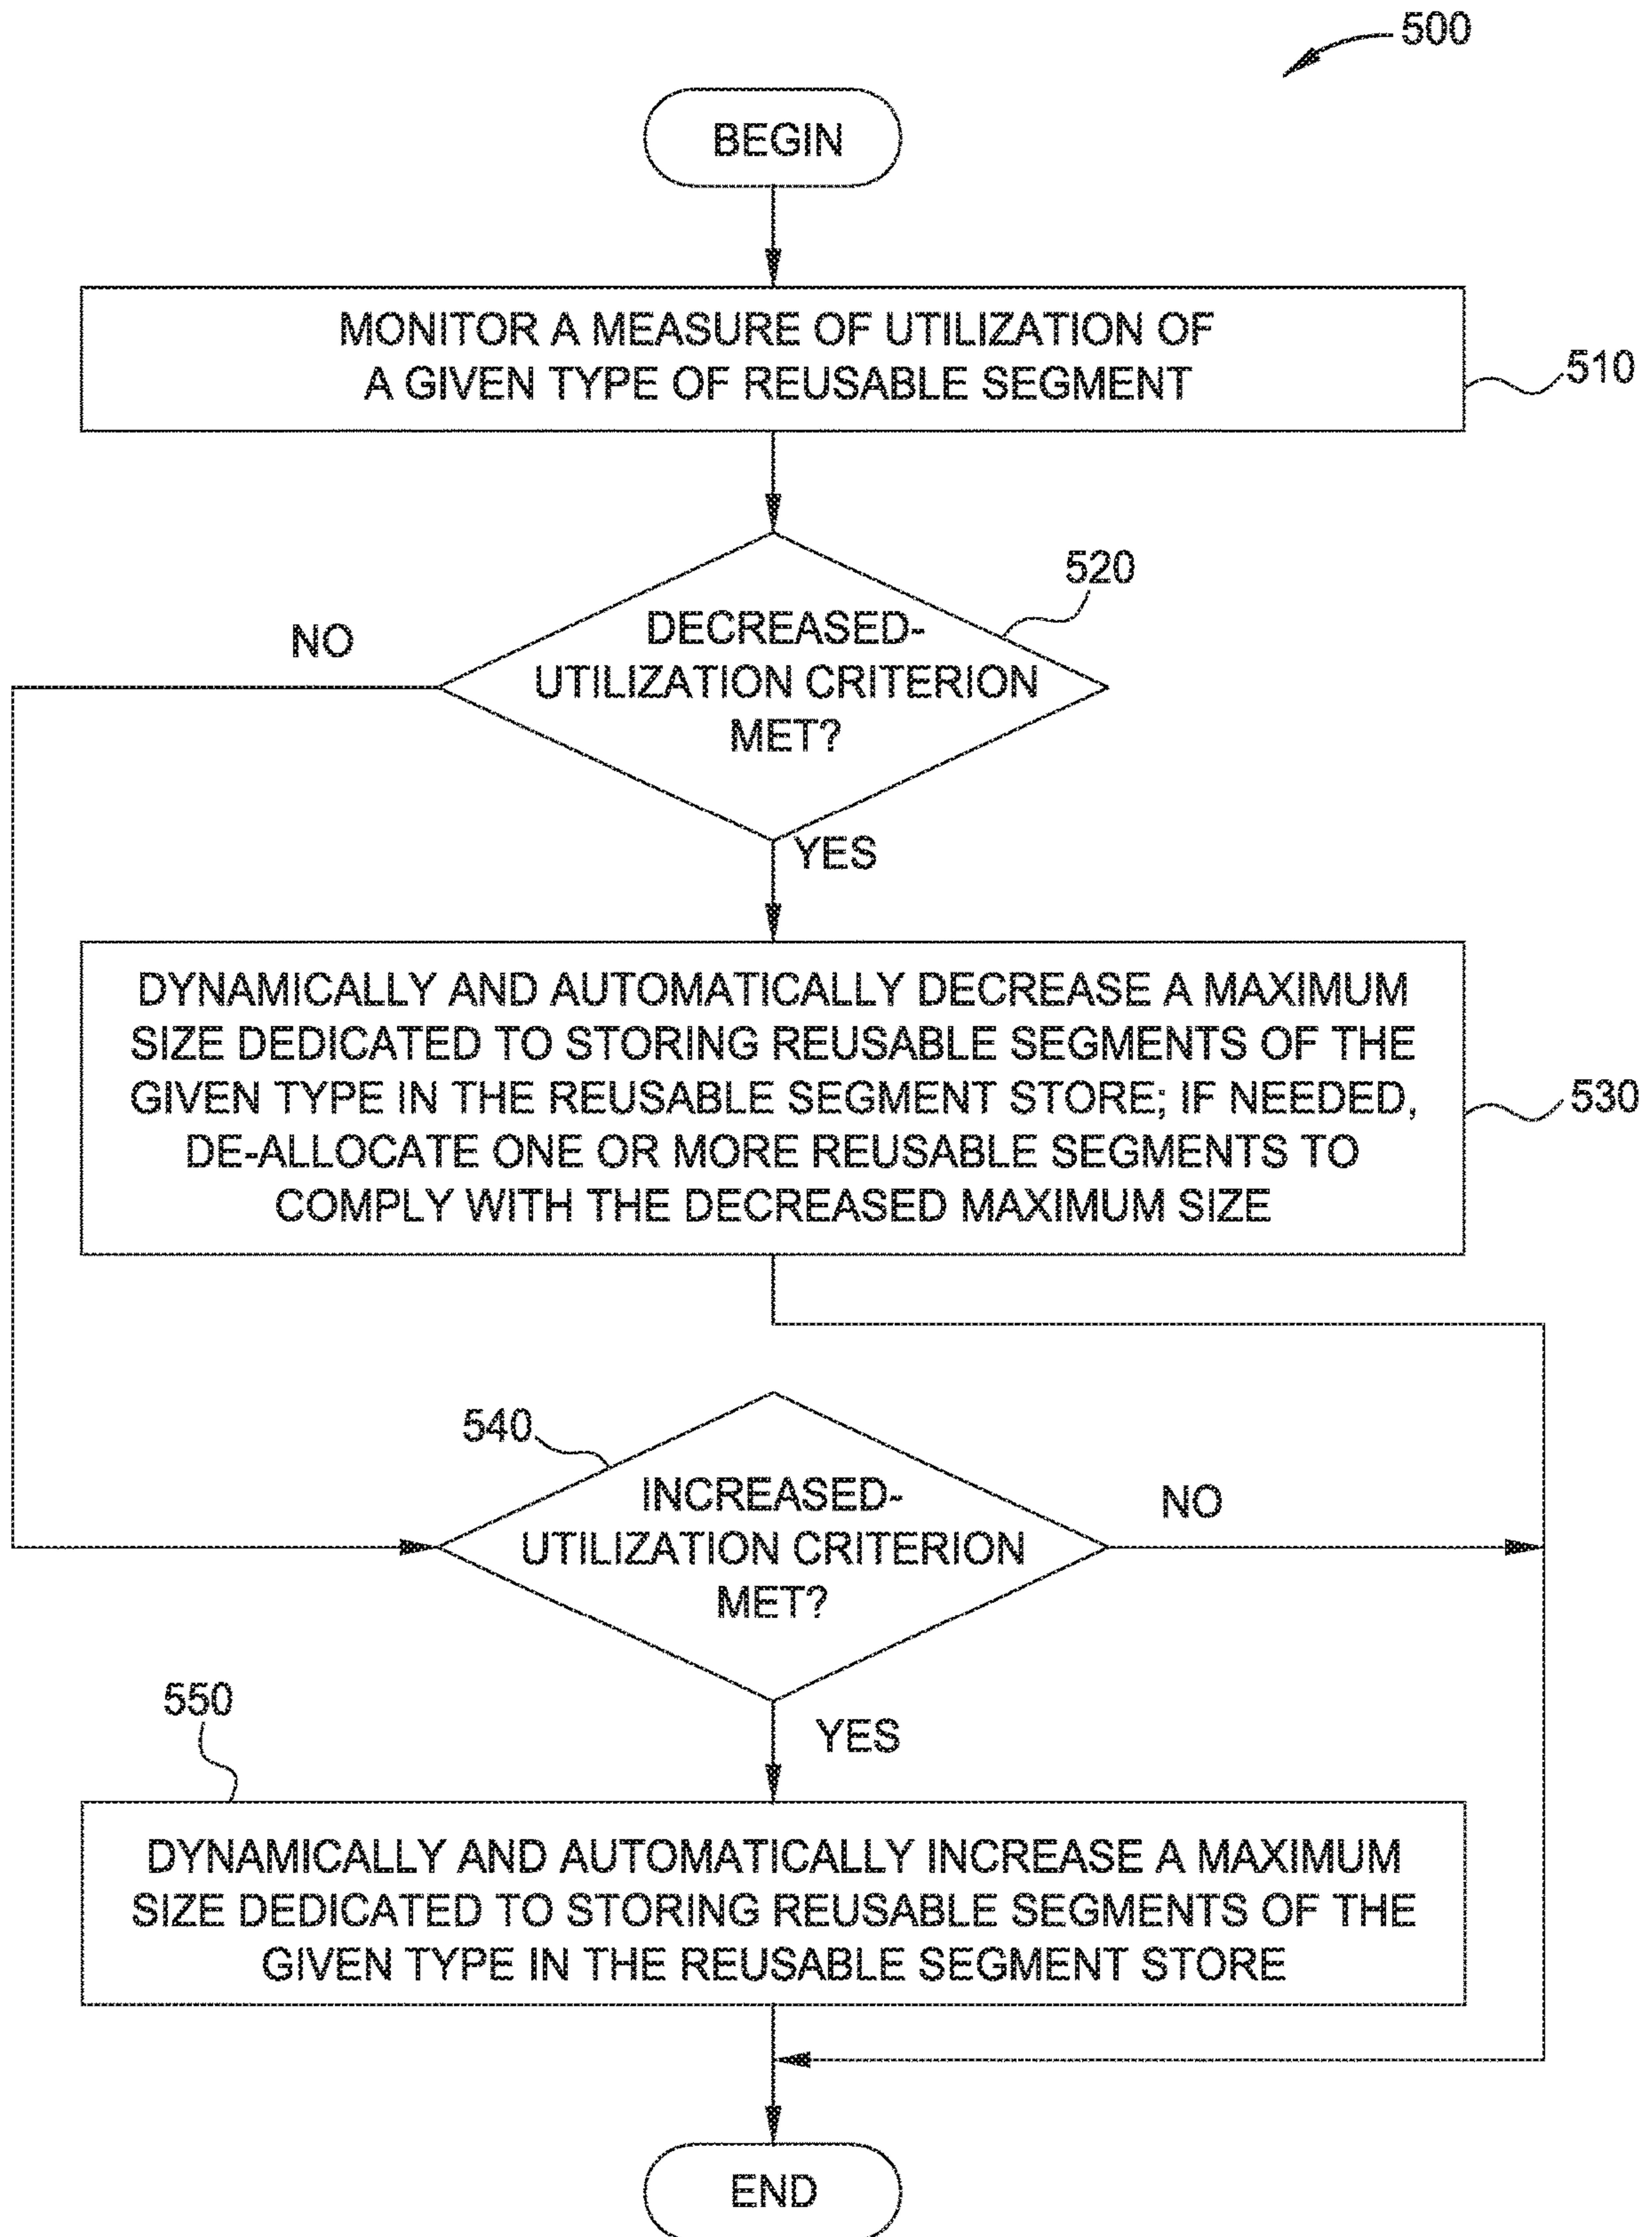 500
BEGIN
MONITOR A MEASURE OF UTILIZATION OF
A GIVEN TYPE OF REUSABLE SEGMENT
510
520
NO
DECREASED-
UTILIZATION CRITERION
MET?
YES
DYNAMICALLY AND AUTOMATICALLY DECREASE A MAXIMUM
SIZE DEDICATED TO STORING REUSABLE SEGMENTS OF THE
GIVEN TYPE IN THE REUSABLE SEGMENT STORE; IF NEEDED,
DE-ALLOCATE ONE OR MORE REUSABLE SEGMENTS TO
COMPLY WITH THE DECREASED MAXIMUM SIZE
530
540
INCREASED-
UTILIZATION CRITERION
MET?
NO
YES
550
DYNAMICALLY AND AUTOMATICALLY INCREASE A MAXIMUM
SIZE DEDICATED TO STORING REUSABLE SEGMENTS OF THE
GIVEN TYPE IN THE REUSABLE SEGMENT STORE
END